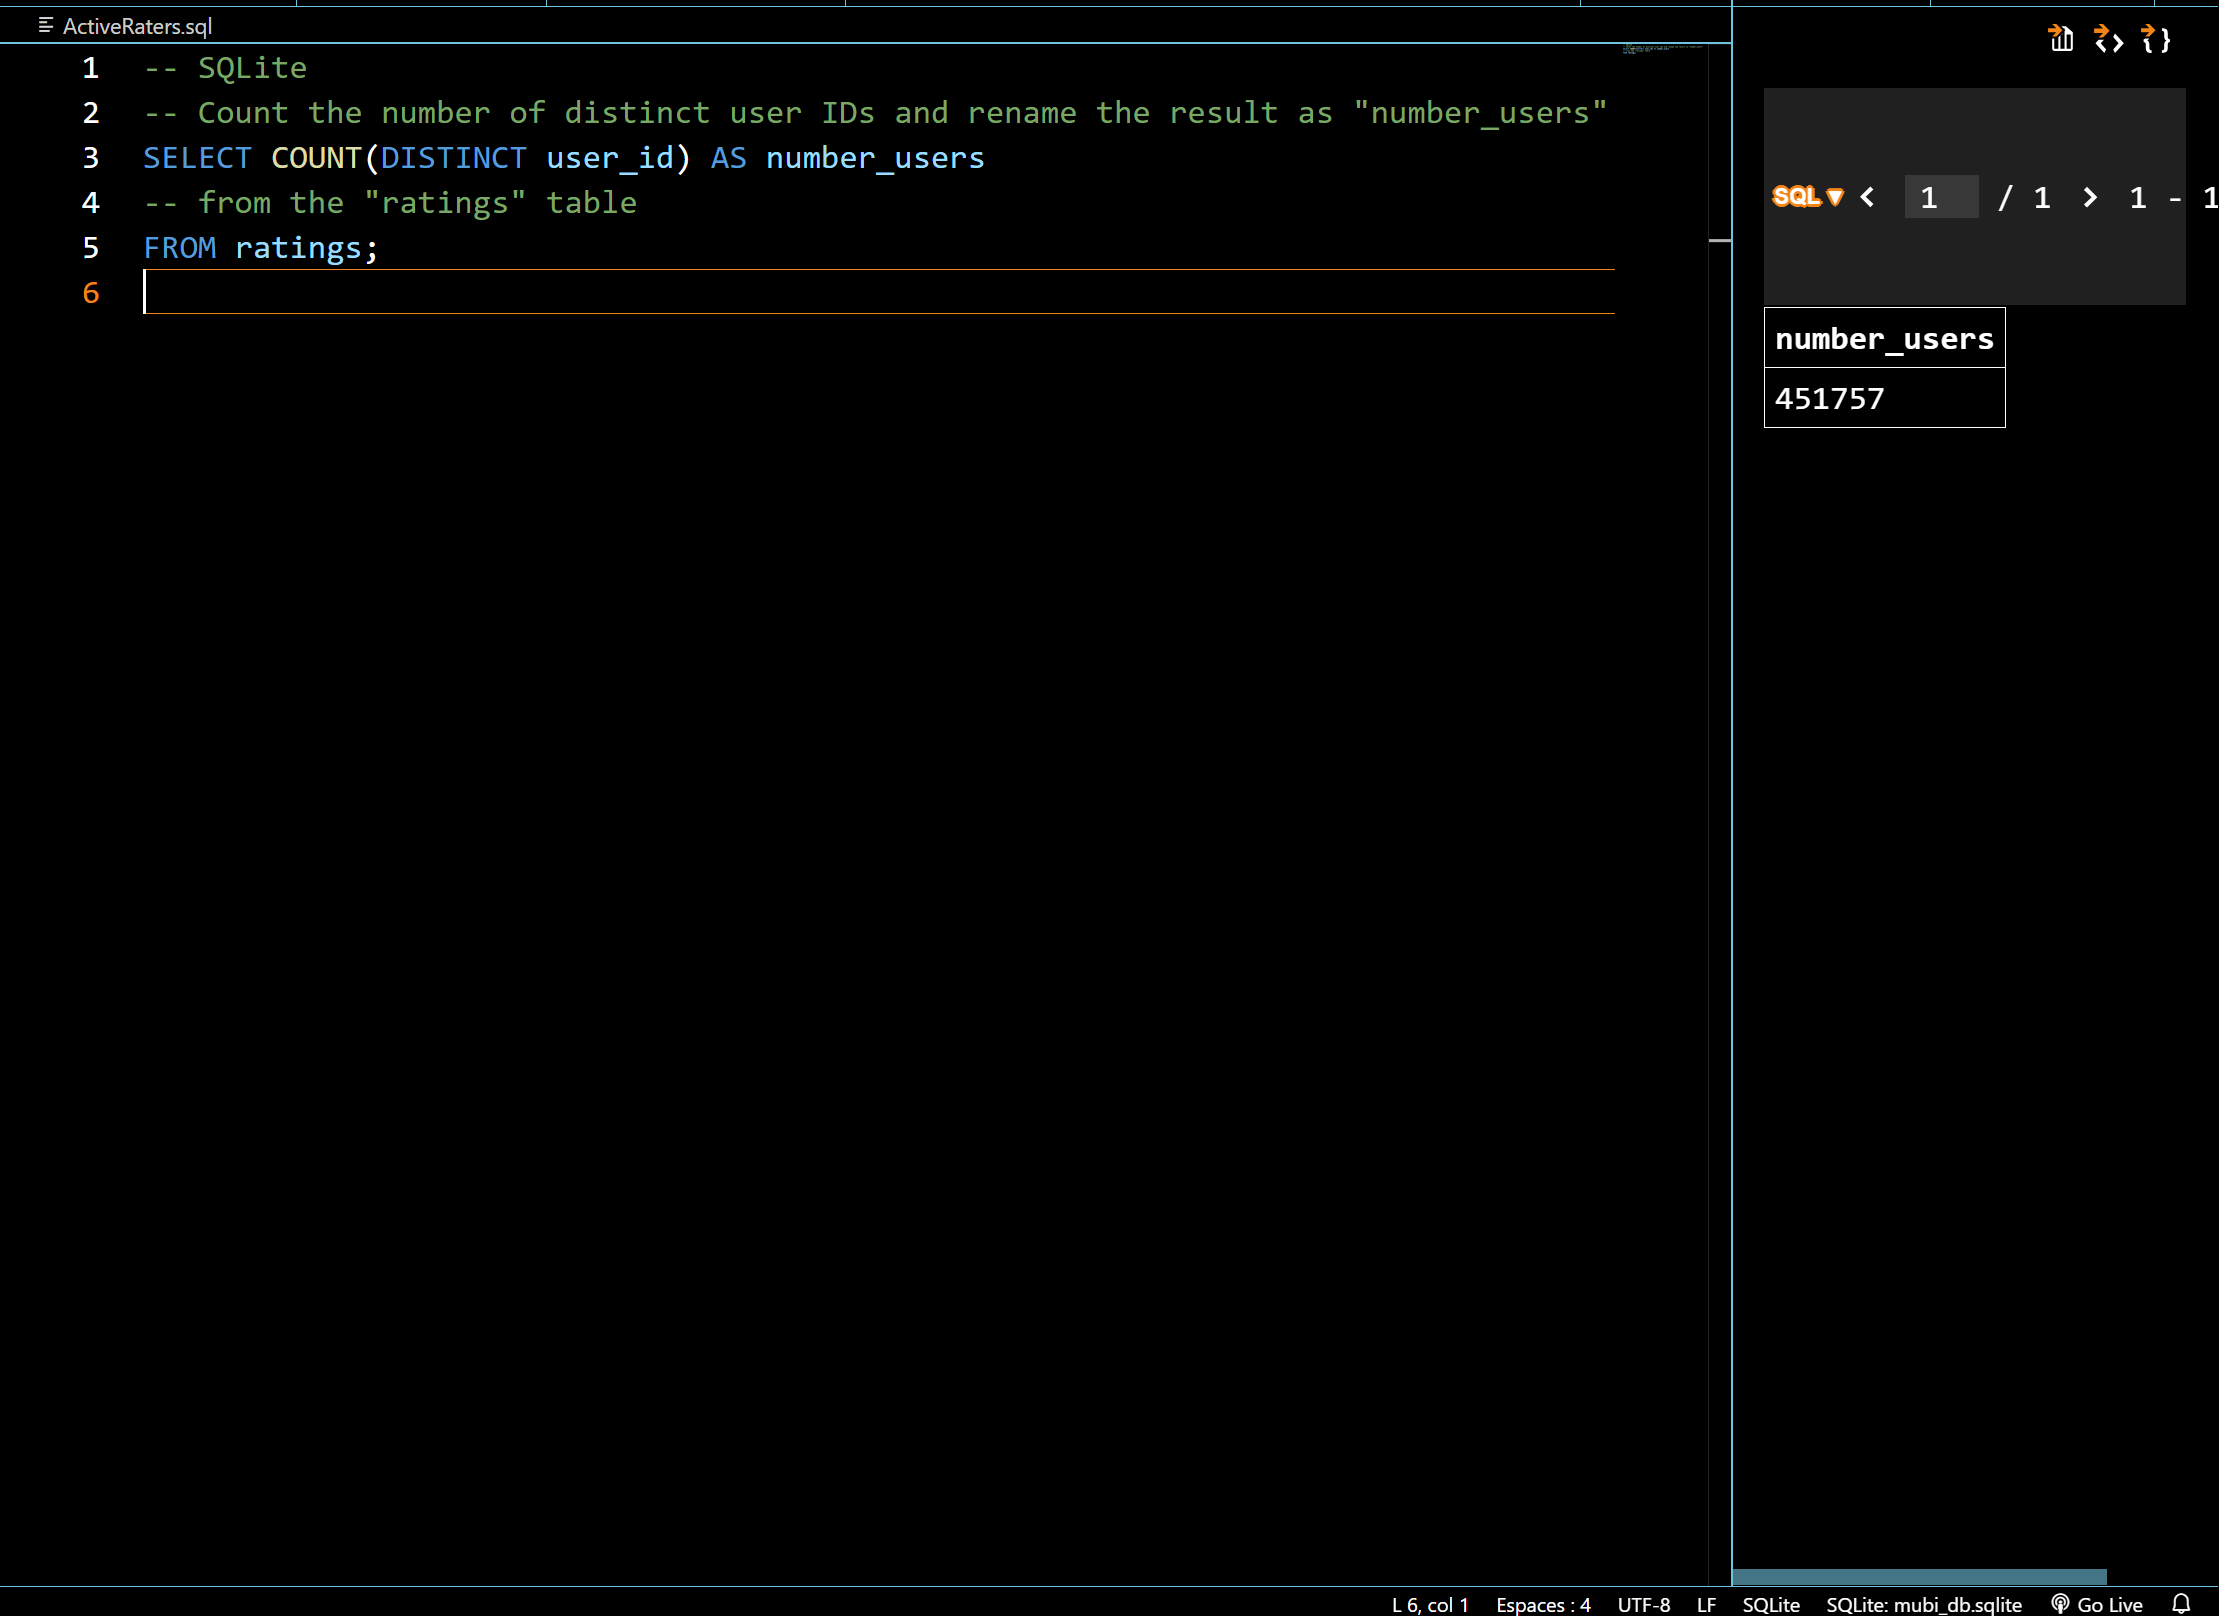 ActiveRaters.sql
1 -- SQLite
2 -- Count the number of distinct user IDs and rename the result as "number_users"
3 SELECT COUNT(DISTINCT user_id) AS number_users
4 -- from the "ratings" table
5 FROM ratings;
6
SQL 1 / 1 1 - 1
number_users
451757
L 6, col 1 Espaces : 4 UTF-8 LF SQLite SQLite: mubi_db.sqlite Go Live